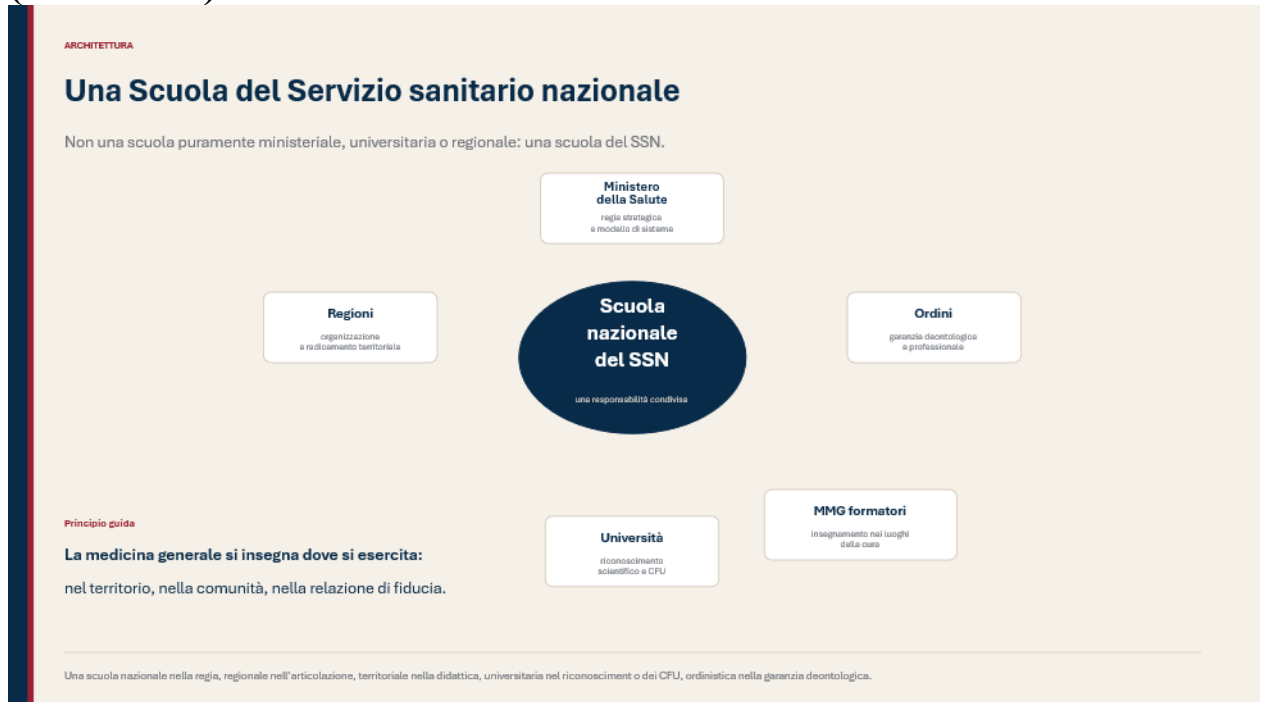 ARCHITETTURA
Una Scuola del Servizio sanitario nazionale
Non una scuola puramente ministeriale, universitaria o regionale: una scuola del SSN.
Ministero
della Salute
regia strategica
e modello di sistema
Regioni
organizzazione
e radicamento territoriale
Scuola
nazionale
del SSN
una responsabilità condivisa
Ordini
garanzia deontologica
e professionale
MMG formatori
insegnamento nei luoghi
della cura
Università
riconoscimento
scientifico e CFU
Principio guida
La medicina generale si insegna dove si esercita:
nel territorio, nella comunità, nella relazione di fiducia.
Una scuola nazionale nella regia, regionale nell'articolazione, territoriale nella didattica, universitaria nel riconosciment o dei CFU, ordinistica nella garanzia deontologica.